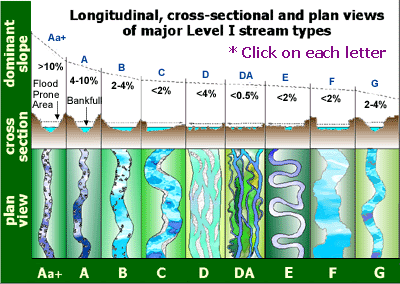 Longitudinal, cross-sectional and plan views
of major Level I stream types
* Click on each letter
dominant
slope
Aa+
A
B
C
D
DA
E
F
G
>10%
4-10%
2-4%
<2%
<4%
<0.5%
<2%
<2%
2-4%
Flood
Prone
Area
Bankfull
cross
section
plan
view
Aa+
A
B
C
D
DA
E
F
G